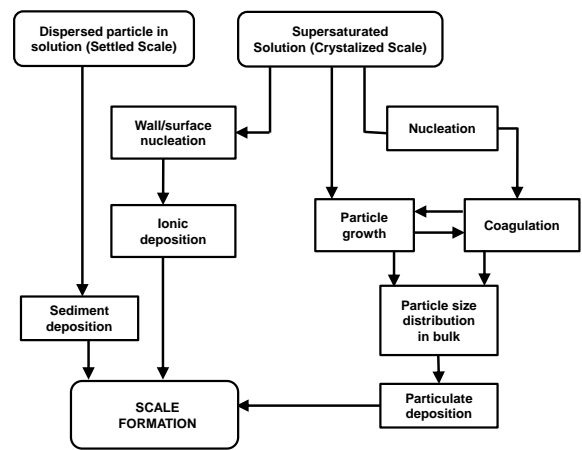 Dispersed particle in
solution (Settled Scale)
Supersaturated
Solution (Crystalized Scale)
Wall/surface
nucleation
Nucleation
Ionic
deposition
Particle
growth
Coagulation
Sediment
deposition
Particle size
distribution
in bulk
SCALE
FORMATION
Particulate
deposition